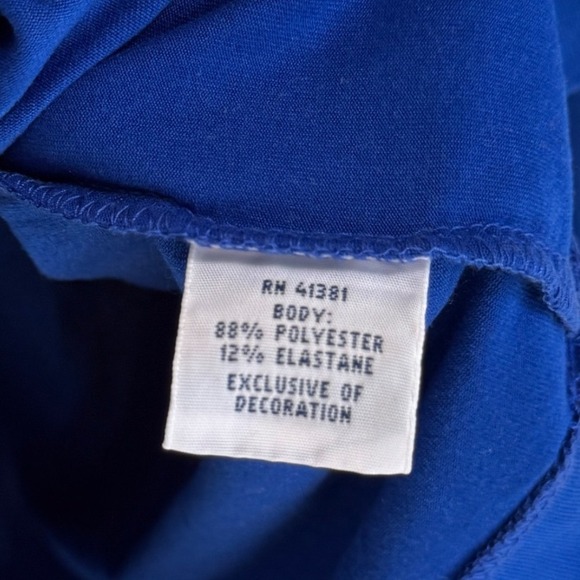 RN 41381
BODY:
88% POLYESTER
12% ELASTANE
EXCLUSIVE OF
DECORATION